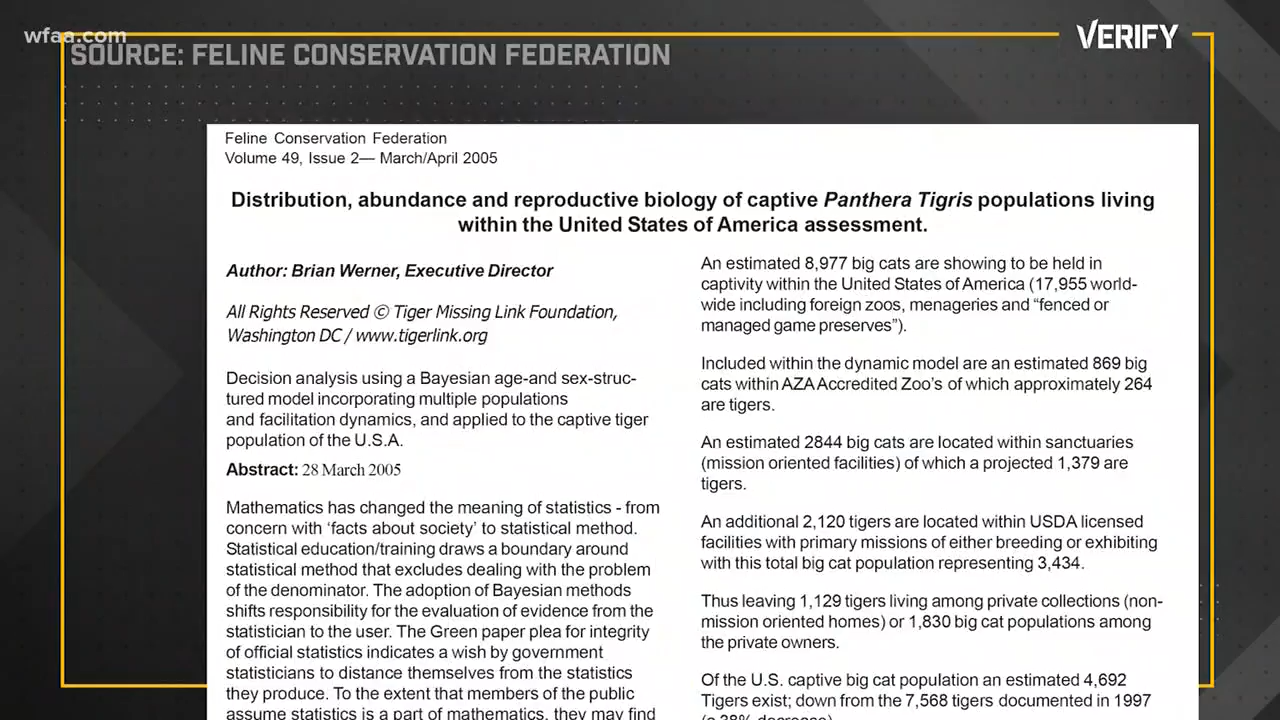 wfaa.com
VERIFY
SOURCE: FELINE CONSERVATION FEDERATION
Feline Conservation Federation
Volume 49, Issue 2— March/April 2005
Distribution, abundance and reproductive biology of captive Panthera Tigris populations living
within the United States of America assessment.
Author: Brian Werner, Executive Director
All Rights Reserved © Tiger Missing Link Foundation,
Washington DC / www.tigerlink.org
Decision analysis using a Bayesian age-and sex-struc-
tured model incorporating multiple populations
and facilitation dynamics, and applied to the captive tiger
population of the U.S.A.
Abstract: 28 March 2005
Mathematics has changed the meaning of statistics - from
concern with ‘facts about society’ to statistical method.
Statistical education/training draws a boundary around
statistical method that excludes dealing with the problem
of the denominator. The adoption of Bayesian methods
shifts responsibility for the evaluation of evidence from the
statistician to the user. The Green paper plea for integrity
of official statistics indicates a wish by government
statisticians to distance themselves from the statistics
they produce. To the extent that members of the public
assume statistics is a part of mathematics, they may find
An estimated 8,977 big cats are showing to be held in
captivity within the United States of America (17,955 world-
wide including foreign zoos, menageries and “fenced or
managed game preserves”).
Included within the dynamic model are an estimated 869 big
cats within AZA Accredited Zoo’s of which approximately 264
are tigers.
An estimated 2844 big cats are located within sanctuaries
(mission oriented facilities) of which a projected 1,379 are
tigers.
An additional 2,120 tigers are located within USDA licensed
facilities with primary missions of either breeding or exhibiting
with this total big cat population representing 3,434.
Thus leaving 1,129 tigers living among private collections (non-
mission oriented homes) or 1,830 big cat populations among
the private owners.
Of the U.S. captive big cat population an estimated 4,692
Tigers exist; down from the 7,568 tigers documented in 1997
(a 38% decrease)